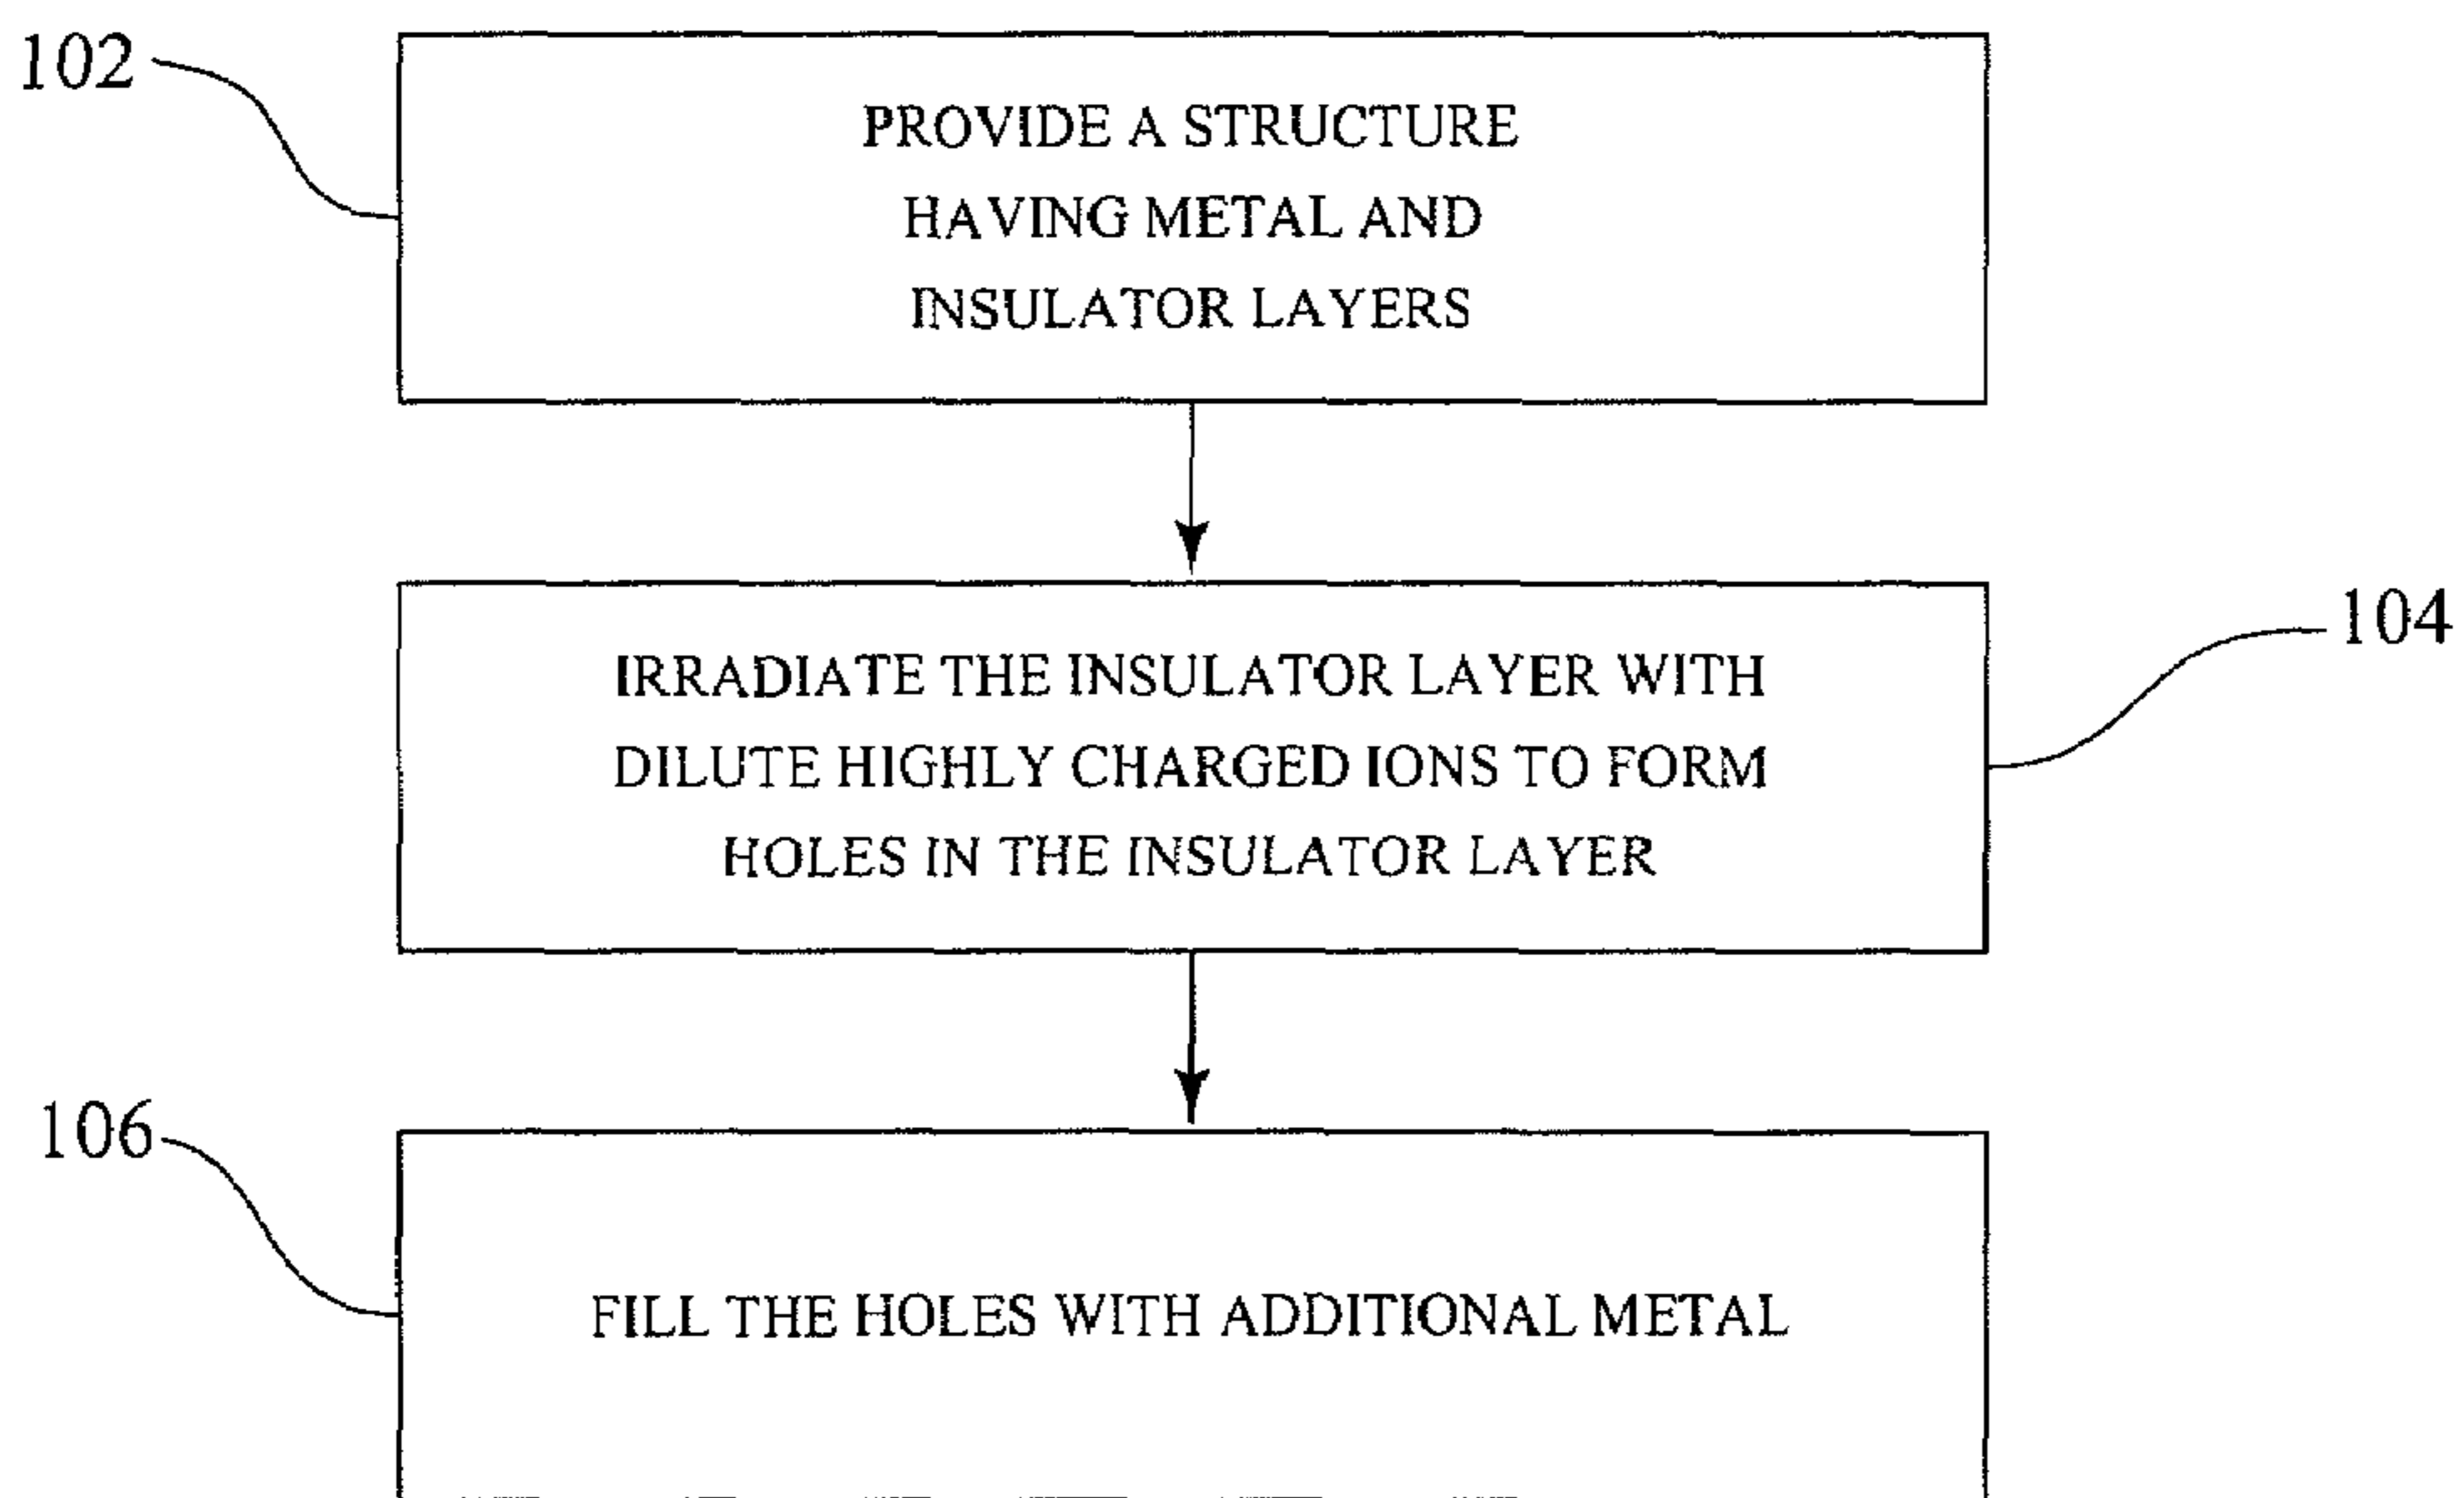 102
PROVIDE A STRUCTURE
HAVING METAL AND
INSULATOR LAYERS
IRRADIATE THE INSULATOR LAYER WITH
DILUTE HIGHLY CHARGED IONS TO FORM
HOLES IN THE INSULATOR LAYER
104
106
FILL THE HOLES WITH ADDITIONAL METAL